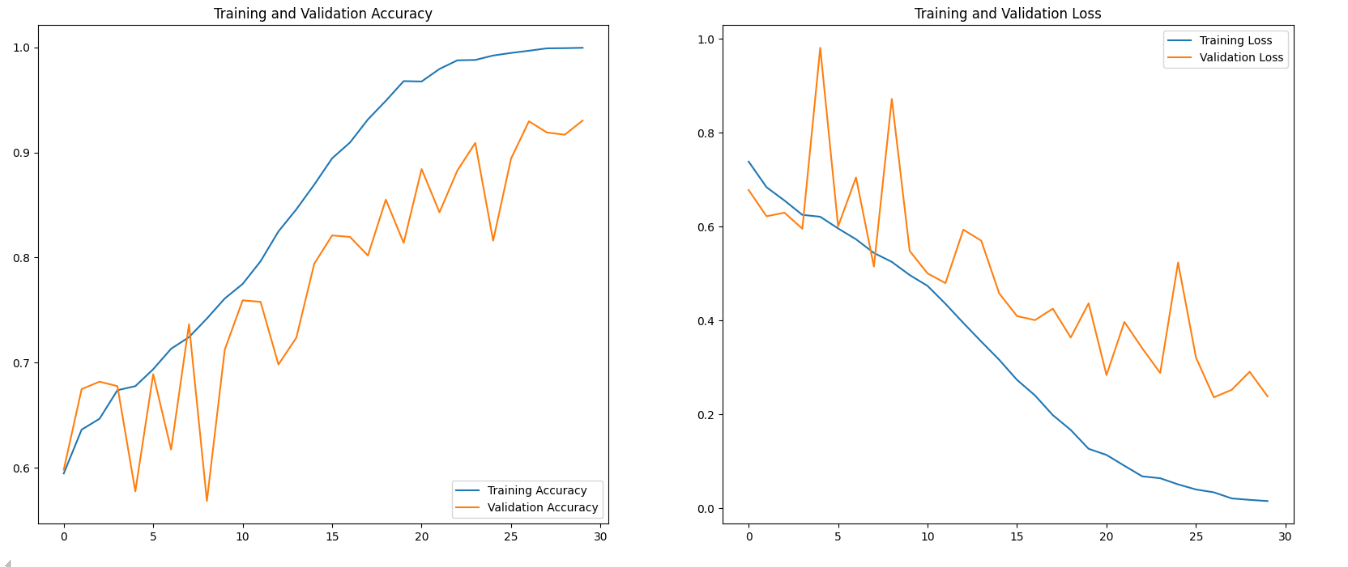 Training and Validation Accuracy
1.0
0.9
0.8
0.7
0.6
Training Accuracy
Validation Accuracy
0 5 10 15 20 25 30
Training and Validation Loss
1.0
0.8
0.6
0.4
0.2
0.0
Training Loss
Validation Loss
0 5 10 15 20 25 30